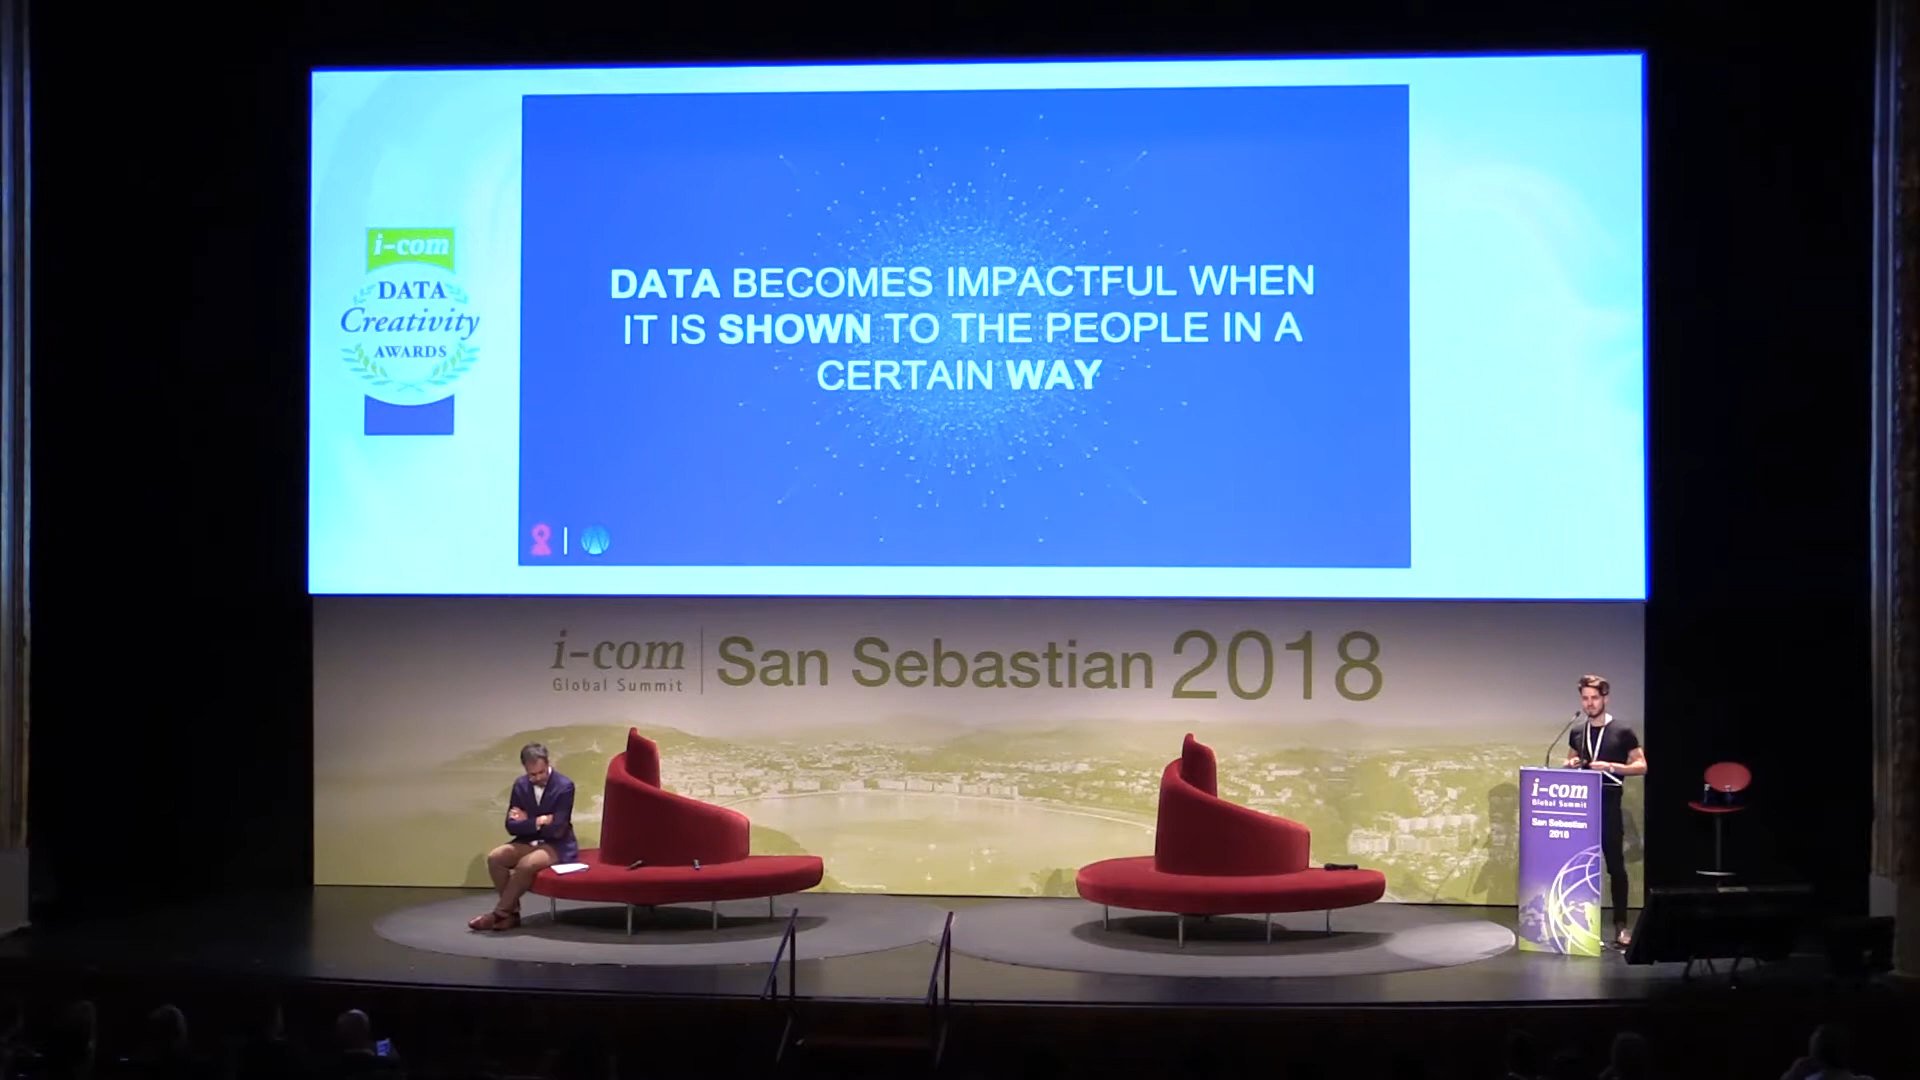 i-com
DATA
Creativity
AWARDS
DATA BECOMES IMPACTFUL WHEN
IT IS SHOWN TO THE PEOPLE IN A
CERTAIN WAY
i-com
Global Summit
San Sebastian 2018
i-com
Global Summit
San Sebastian
2018